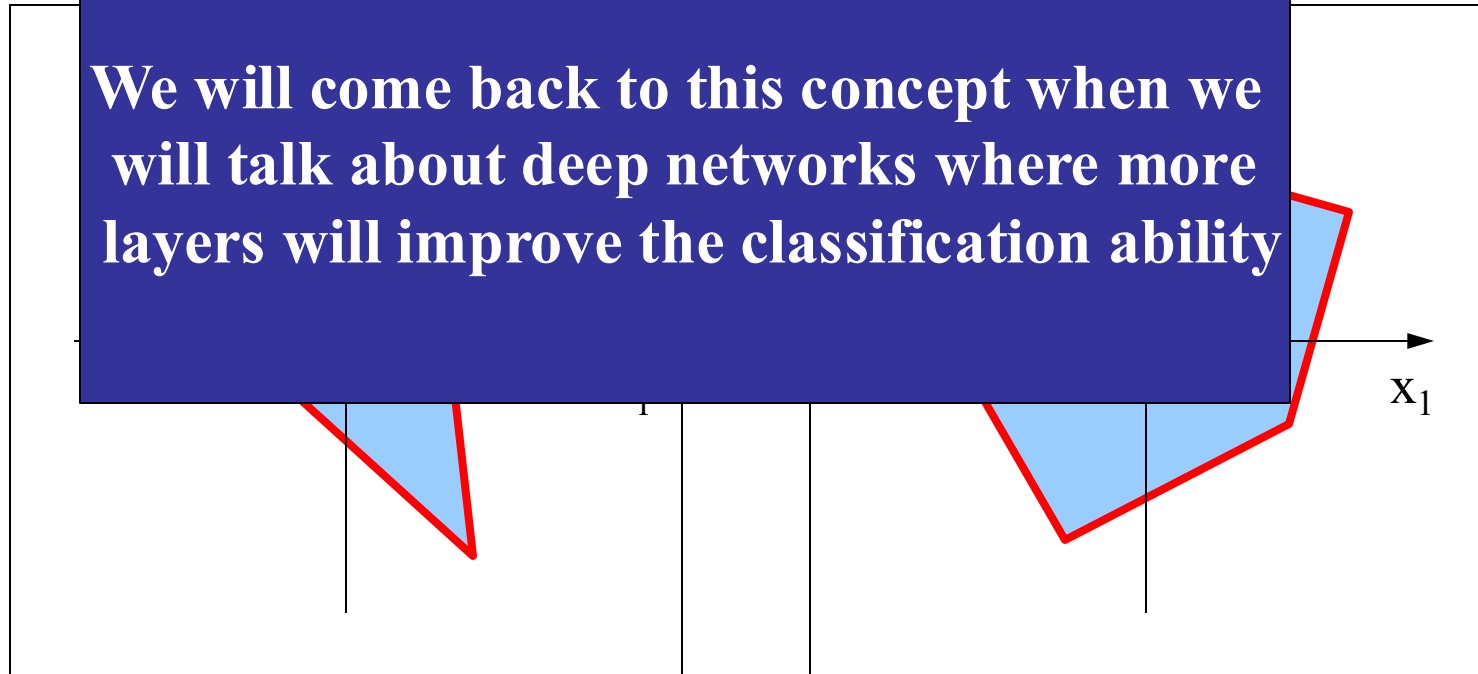 We will come back to this concept when we
will talk about deep networks where more
layers will improve the classification ability
x₁